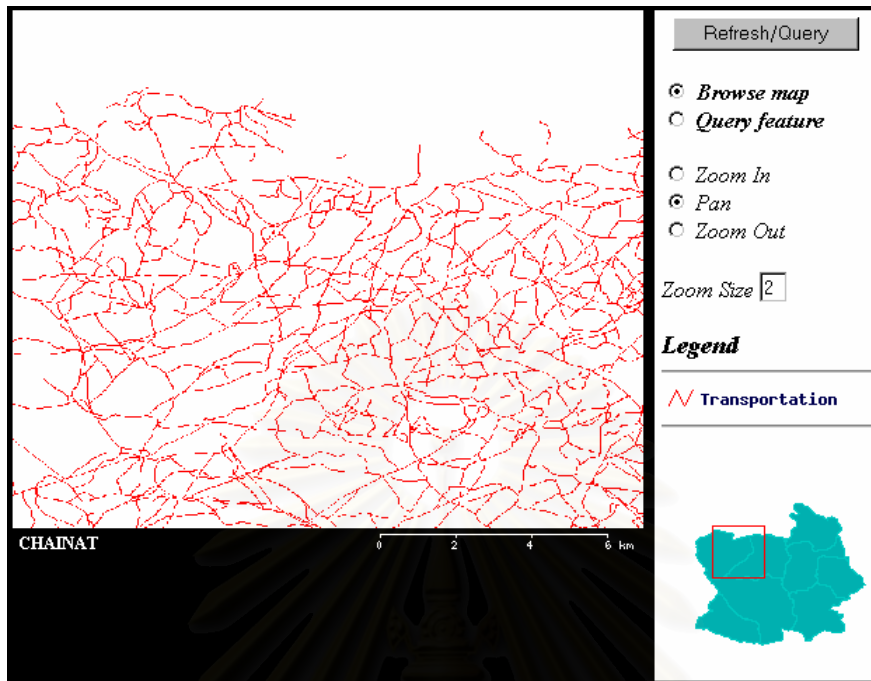 Refresh/Query
Browse map
Query feature
Zoom In
Pan
Zoom Out
Zoom Size 2
Legend
Transportation
CHAINAT
0 2 4 6 km